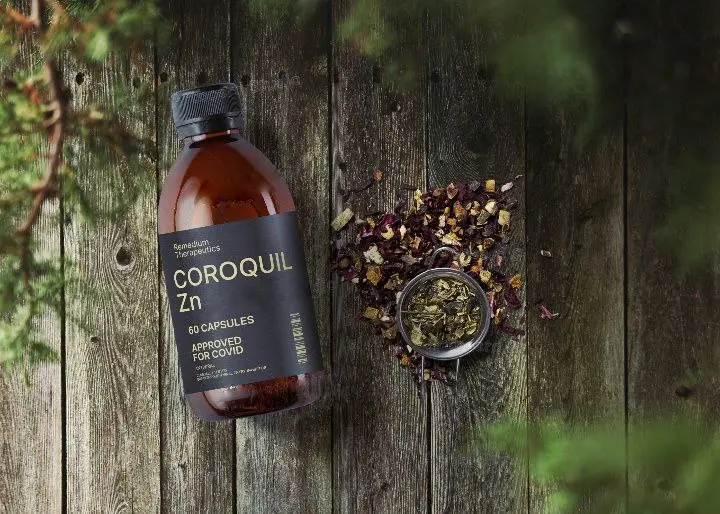 Remedium
Therapeutics
COROQUIL
Zn
60 CAPSULES
APPROVED
FOR COVID